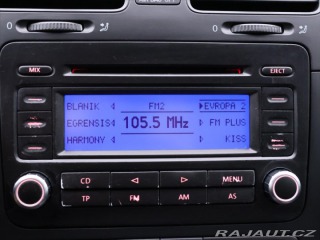 MIX
EJECT
BLANIK FM2 EVROPA 2
EGRENSIS 105.5 MHz FM PLUS
HARMONY KISS
CD MENU
TP FM AM AS
RAJAUT.CZ